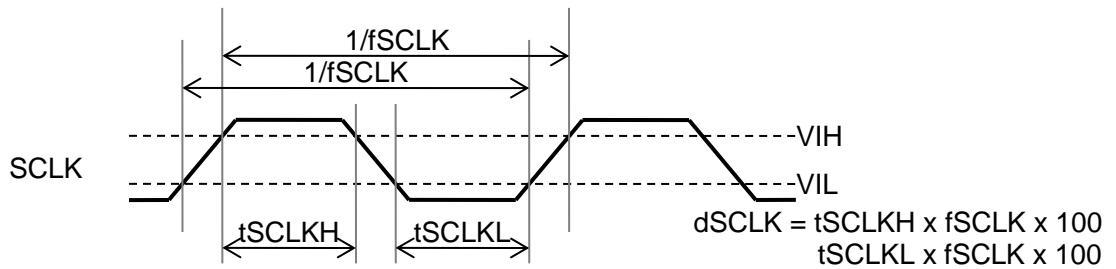 1/fSCLK
1/fSCLK
VIH
SCLK
VIL
tSCLKH
tSCLKL
dSCLK = tSCLKH x fSCLK x 100
tSCLKL x fSCLK x 100